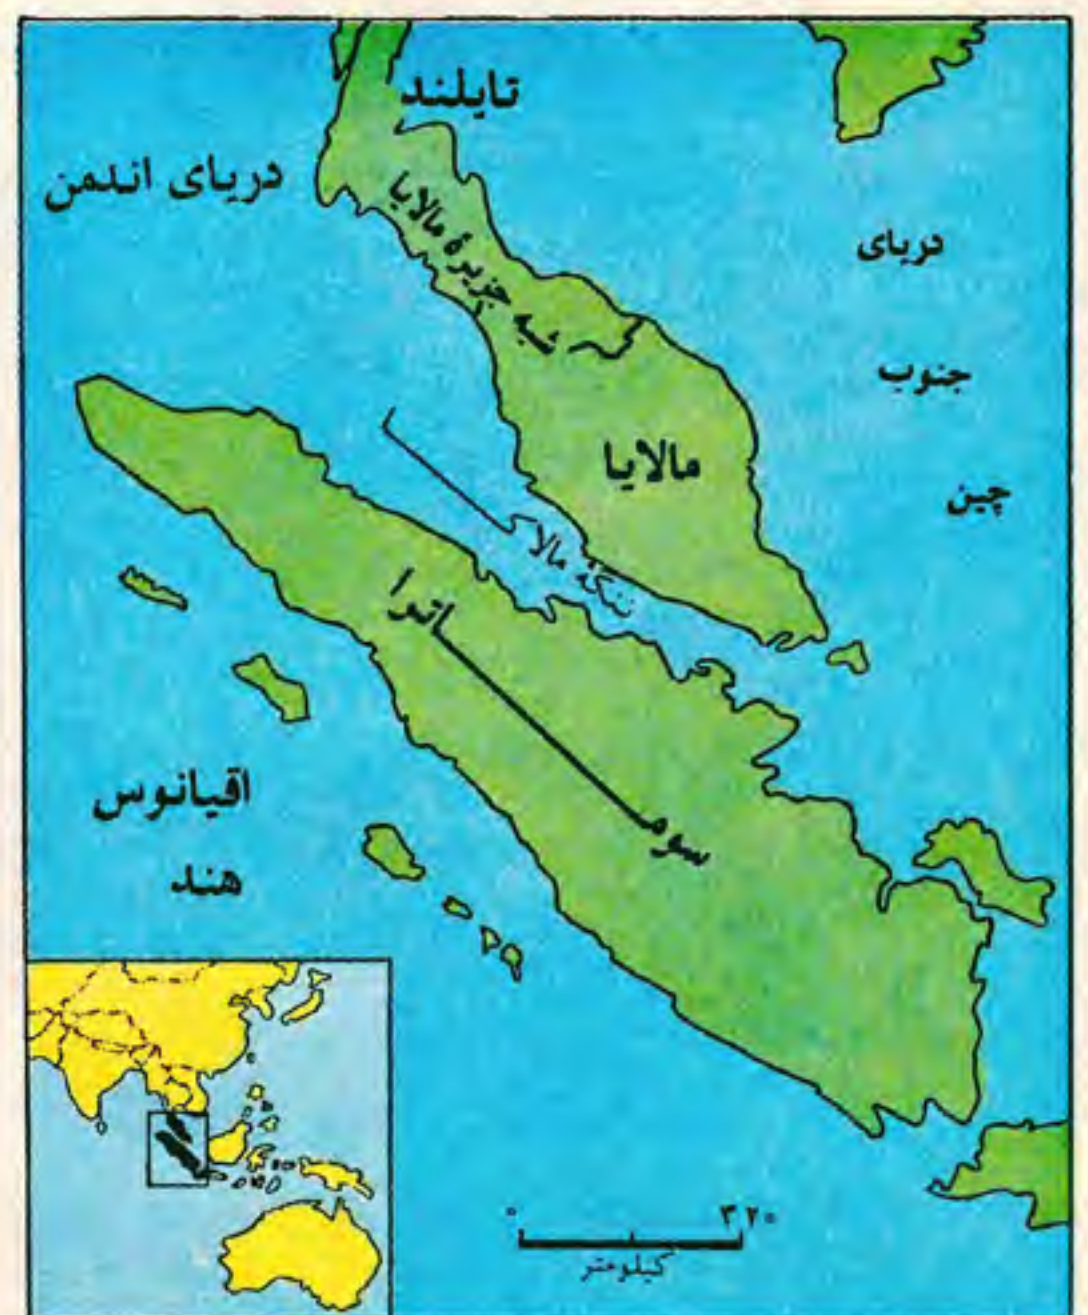 تایلند
دریای اندمن
شبه جزیرهٔ مالایا
دریای
جنوب
چین
مالایا
تنگهٔ مالاکا
سوماترا
اقیانوس
هند
۰ ۳۲۰
کیلومتر